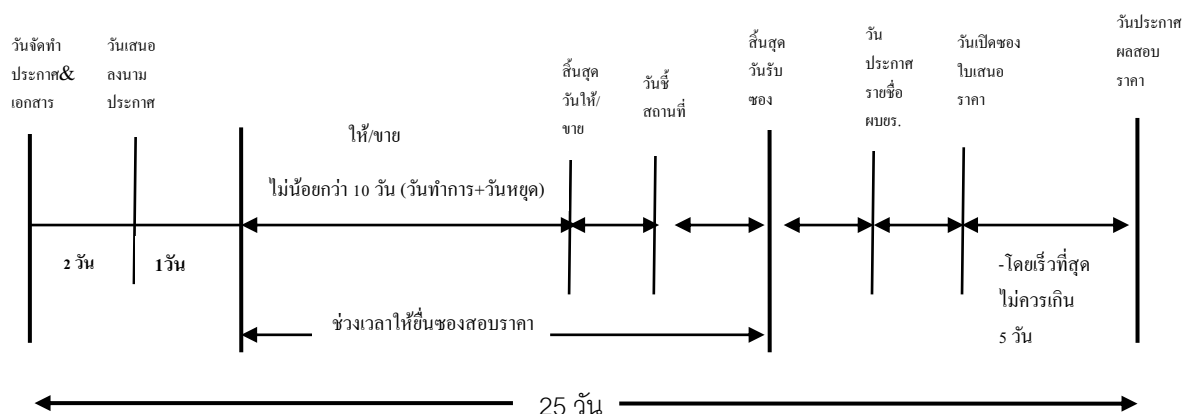 วันจัดทำ
ประกาศ&
เอกสาร
วันเสนอ
ลงนาม
ประกาศ
สิ้นสุด
วันให้/
ขาย
วันชี้
สถานที่
สิ้นสุด
วันรับ
ซอง
วัน
ประกาศ
รายชื่อ
ผบยร.
วันเปิดซอง
ใบเสนอ
ราคา
วันประกาศ
ผลสอบ
ราคา
ให้/ขาย
ไม่น้อยกว่า 10 วัน (วันทำการ+วันหยุด)
2 วัน
1วัน
-โดยเร็วที่สุด
ไม่ควรเกิน
5 วัน
ช่วงเวลาให้ยื่นซองสอบราคา
25 วัน